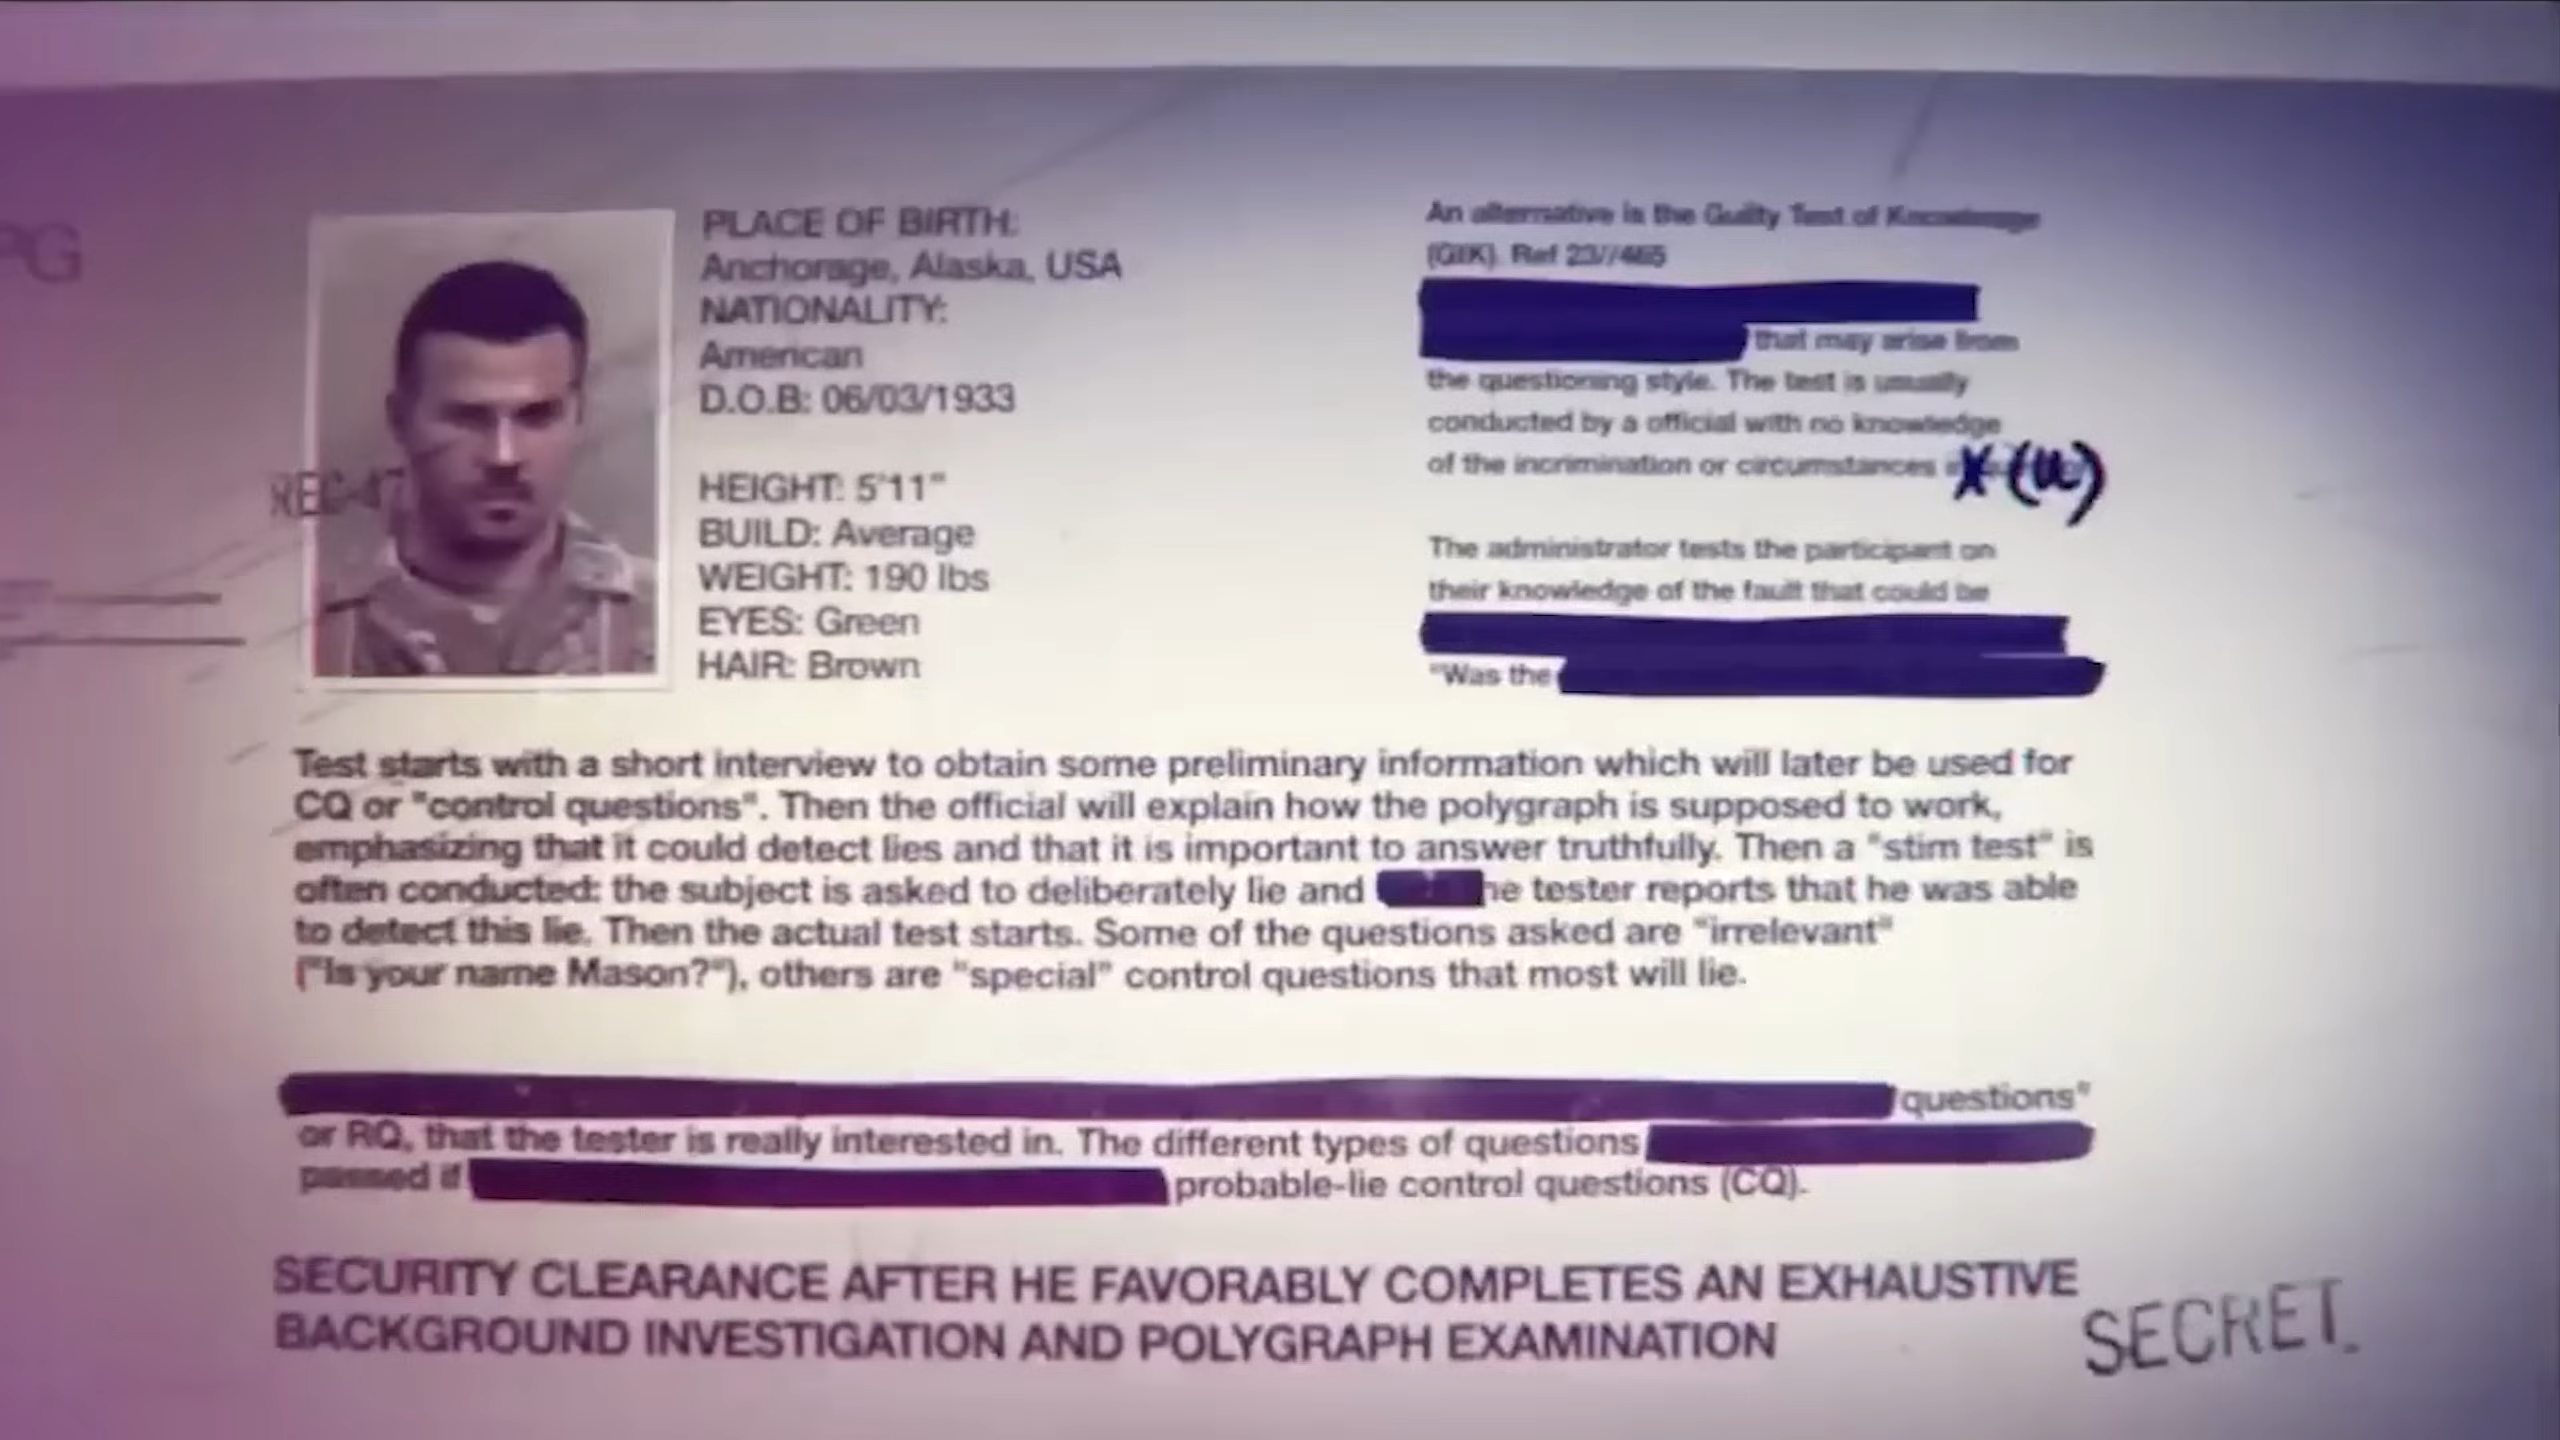 PG
REC-47
PLACE OF BIRTH:
Anchorage, Alaska, USA
NATIONALITY:
American
D.O.B: 06/03/1933
HEIGHT: 5'11"
BUILD: Average
WEIGHT: 190 lbs
EYES: Green
HAIR: Brown
An alternative is the Guilty Test of Knowledge
Ref 23//465
that may arise from
the questioning style. The test is usually
conducted by a official with no knowledge
of the incrimination or circumstances
X (U)
The administrator tests the participant on
their knowledge of the fault that could be
"Was the
Test starts with a short interview to obtain some preliminary information which will later be used for
CQ or "control questions". Then the official will explain how the polygraph is supposed to work,
emphasizing that it could detect lies and that it is important to answer truthfully. Then a "stim test" is
often conducted: the subject is asked to deliberately lie and he tester reports that he was able
to detect this lie. Then the actual test starts. Some of the questions asked are "irrelevant"
("Is your name Mason?"), others are "special" control questions that most will lie.
questions"
or RQ, that the tester is really interested in. The different types of questions
passed if probable-lie control questions (CQ).
SECURITY CLEARANCE AFTER HE FAVORABLY COMPLETES AN EXHAUSTIVE
BACKGROUND INVESTIGATION AND POLYGRAPH EXAMINATION
SECRET